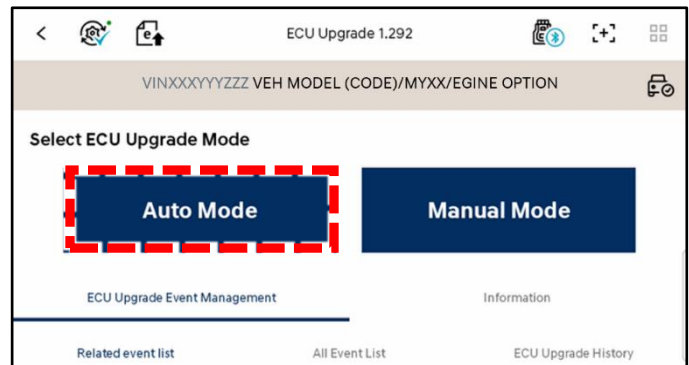 ECU Upgrade 1.292
VINXXXYYYZZZ VEH MODEL (CODE)/MYXX/EGINE OPTION
Select ECU Upgrade Mode
Auto Mode
Manual Mode
ECU Upgrade Event Management
Information
Related event list
All Event List
ECU Upgrade History